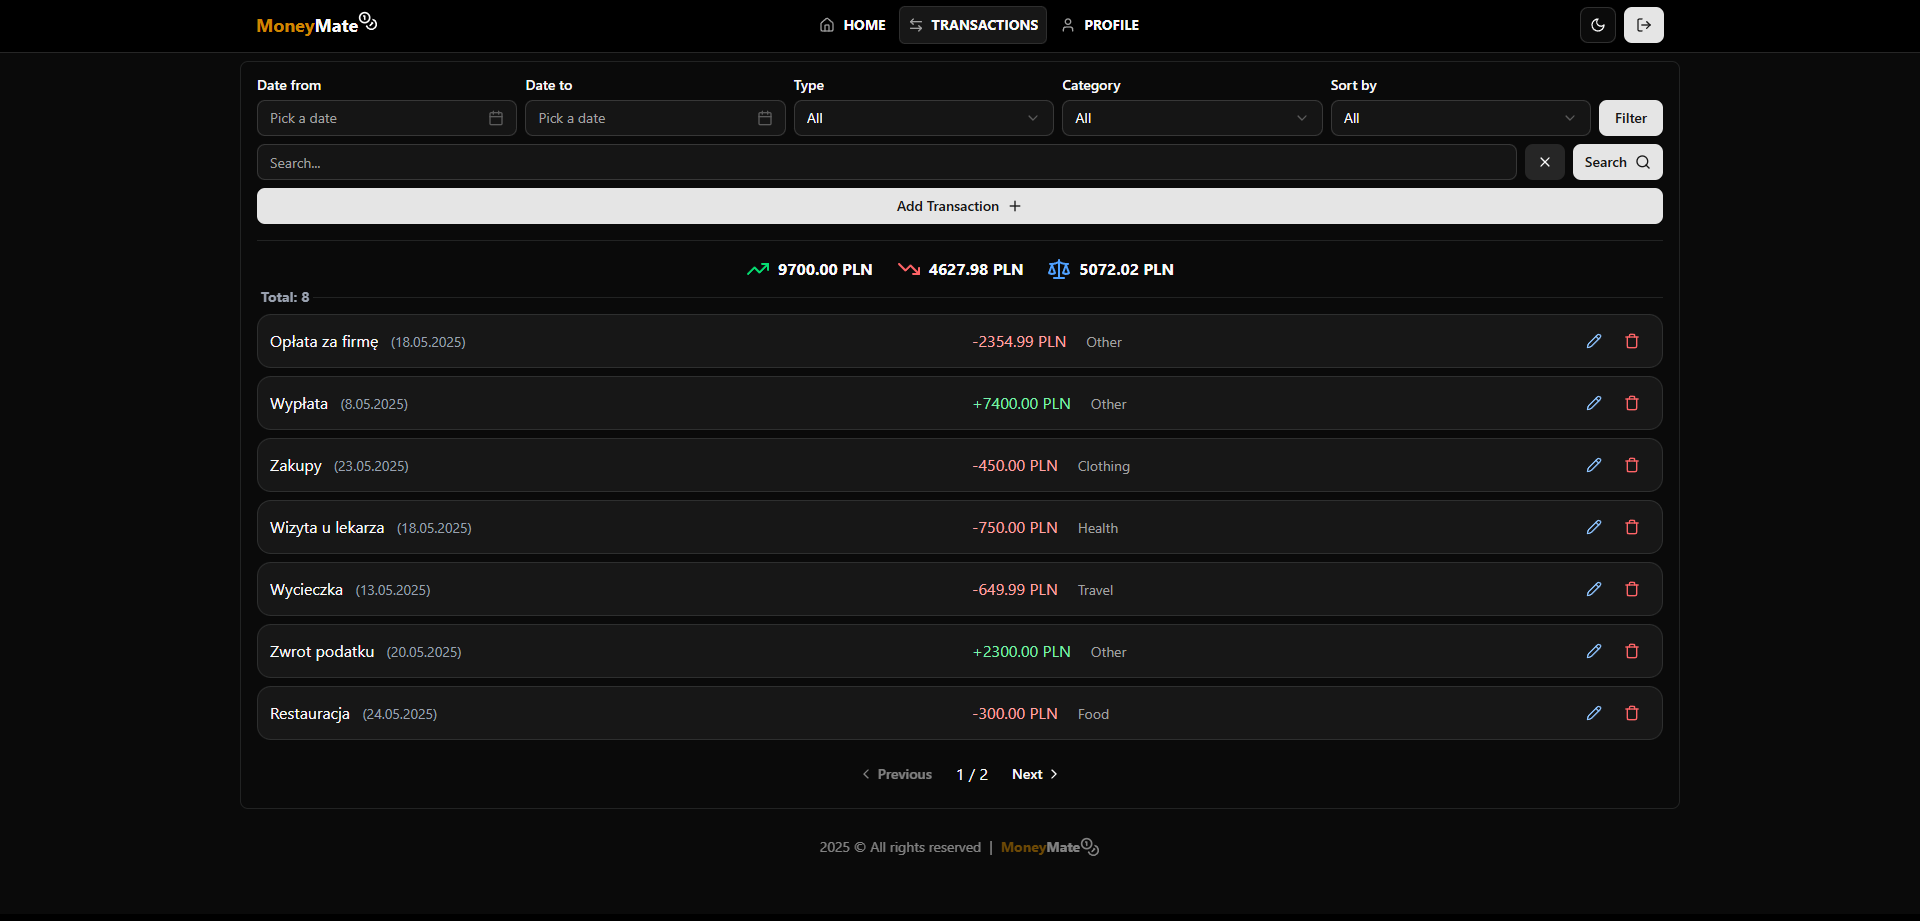 MoneyMate HOME TRANSACTIONS PROFILE
Date from Date to Type Category Sort by
Pick a date Pick a date All All All Filter
Search... Search
Add Transaction
9700.00 PLN 4627.98 PLN 5072.02 PLN
Total: 8
Opłata za firmę (18.05.2025) -2354.99 PLN Other
Wypłata (8.05.2025) +7400.00 PLN Other
Zakupy (23.05.2025) -450.00 PLN Clothing
Wizyta u lekarza (18.05.2025) -750.00 PLN Health
Wycieczka (13.05.2025) -649.99 PLN Travel
Zwrot podatku (20.05.2025) +2300.00 PLN Other
Restauracja (24.05.2025) -300.00 PLN Food
Previous 1 / 2 Next
2025 © All rights reserved | MoneyMate